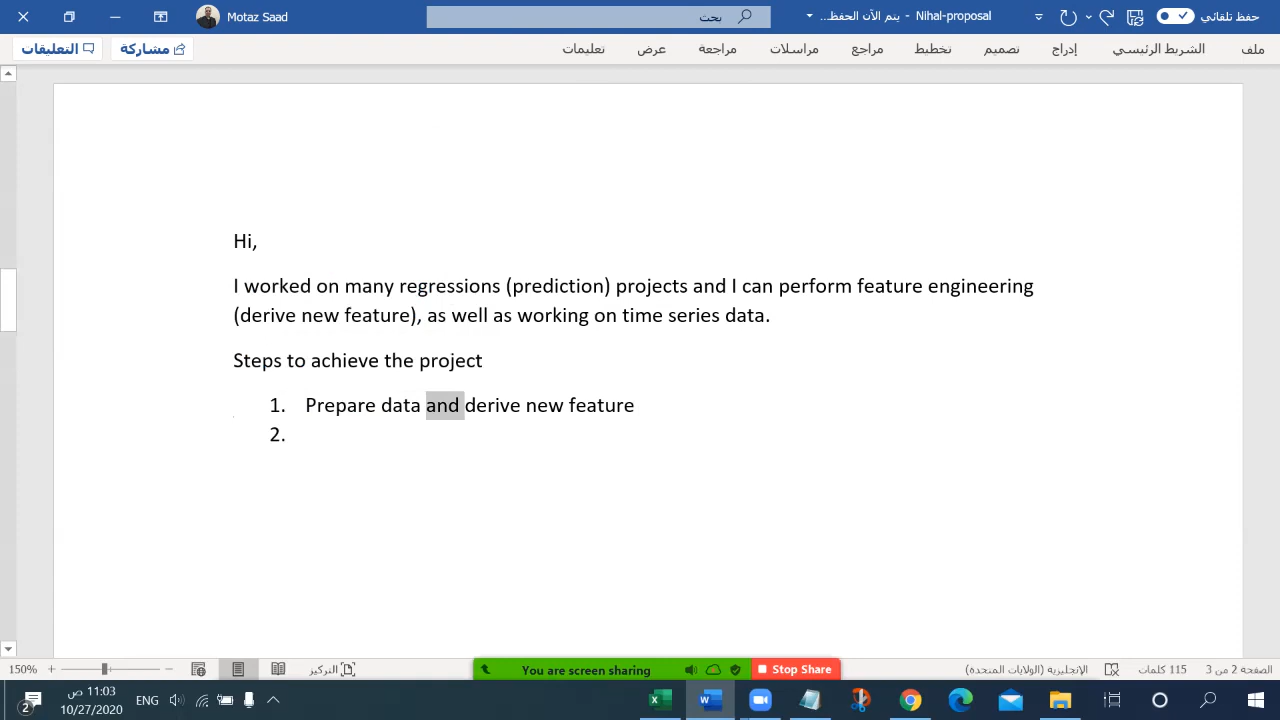 حفظ تلقائي
Nihal-proposal - يتم الآن الحفظ...
بحث
Motaz Saad
ملف
الشريط الرئيسي
إدراج
تصميم
تخطيط
مراجع
مراسلات
مراجعة
عرض
تعليمات
مشاركة
التعليقات
Hi,
I worked on many regressions (prediction) projects and I can perform feature engineering
(derive new feature), as well as working on time series data.
Steps to achieve the project
1. Prepare data and derive new feature
2.
الصفحة 2 من 3
115 كلمات
الإنجليزية (الولايات المتحدة)
You are screen sharing
Stop Share
التركيز
150%
11:03 ص
10/27/2020
ENG
2